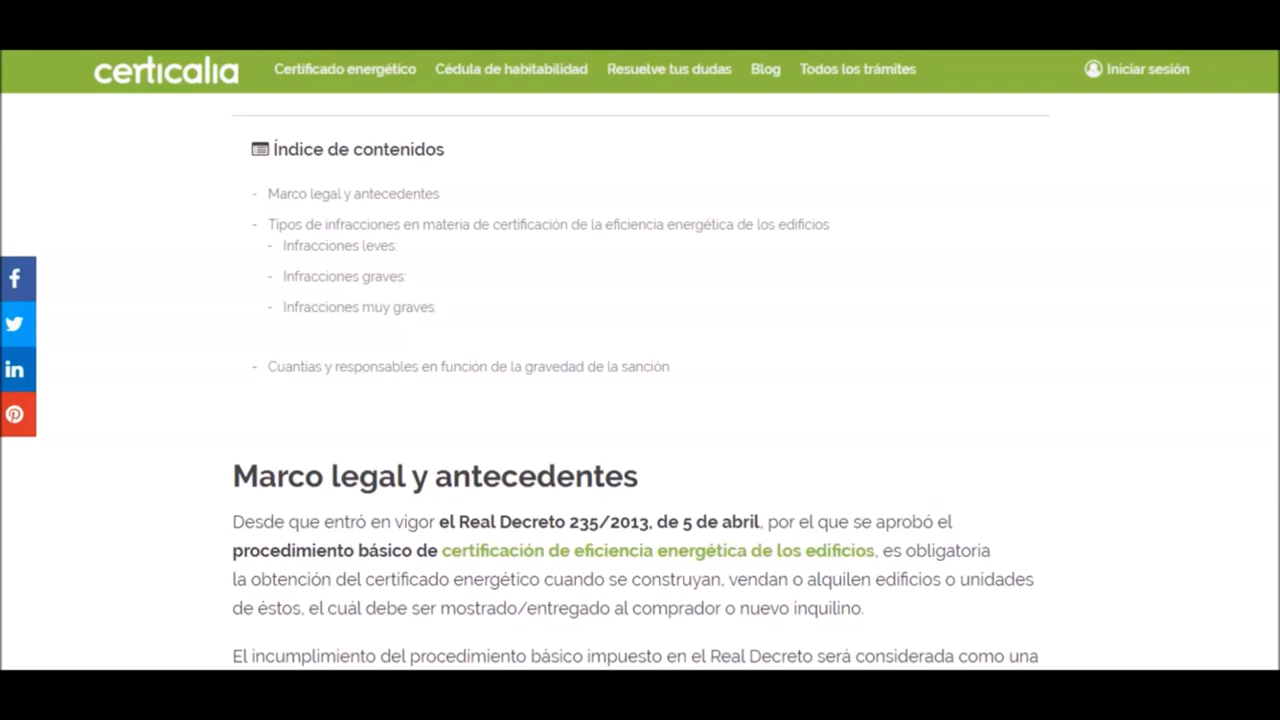 certicalia
Certificado energético Cédula de habitabilidad Resuelve tus dudas Blog Todos los trámites Iniciar sesión
Índice de contenidos
- Marco legal y antecedentes
- Tipos de infracciones en materia de certificación de la eficiencia energética de los edificios
- Infracciones leves:
- Infracciones graves:
- Infracciones muy graves:
- Cuantías y responsables en función de la gravedad de la sanción
Marco legal y antecedentes
Desde que entró en vigor el Real Decreto 235/2013, de 5 de abril, por el que se aprobó el
procedimiento básico de certificación de eficiencia energética de los edificios, es obligatoria
la obtención del certificado energético cuando se construyan, vendan o alquilen edificios o unidades
de éstos, el cuál debe ser mostrado/entregado al comprador o nuevo inquilino.
El incumplimiento del procedimiento básico impuesto en el Real Decreto será considerada como una